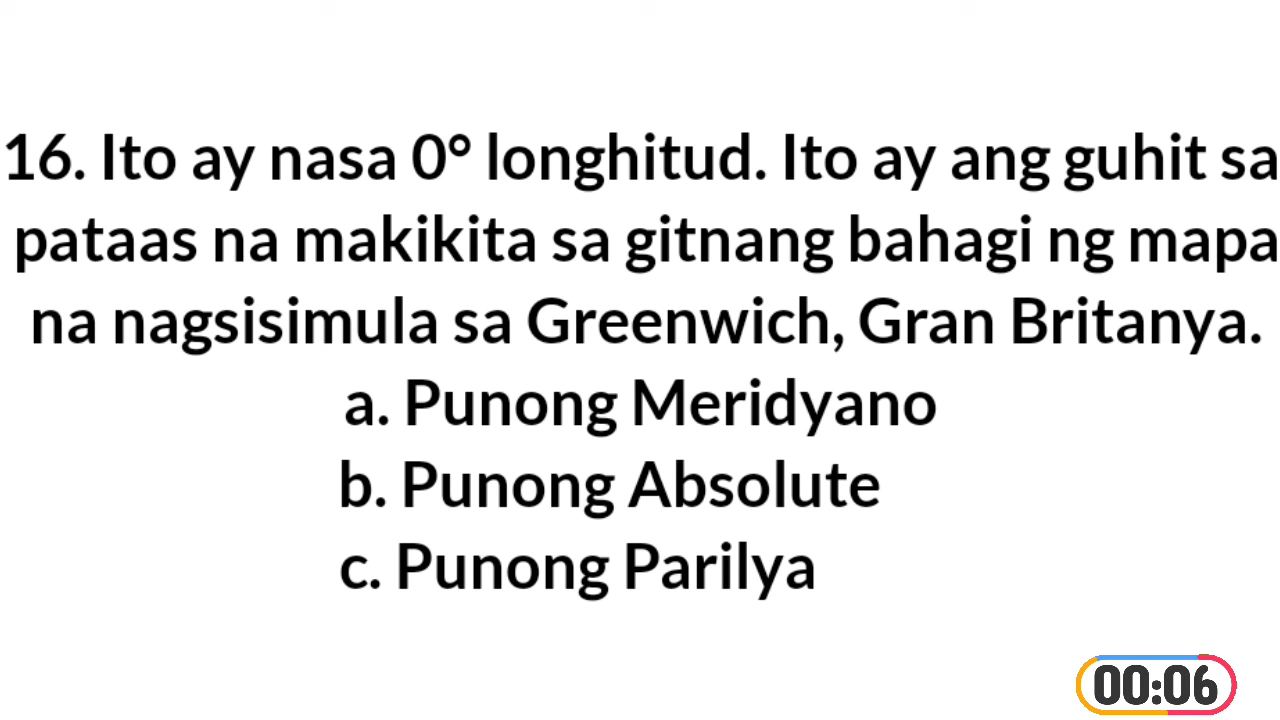 16. Ito ay nasa 0° longhitud. Ito ay ang guhit sa
pataas na makikita sa gitnang bahagi ng mapa
na nagsisimula sa Greenwich, Gran Britanya.
a. Punong Meridyano
b. Punong Absolute
c. Punong Parilya
00:06